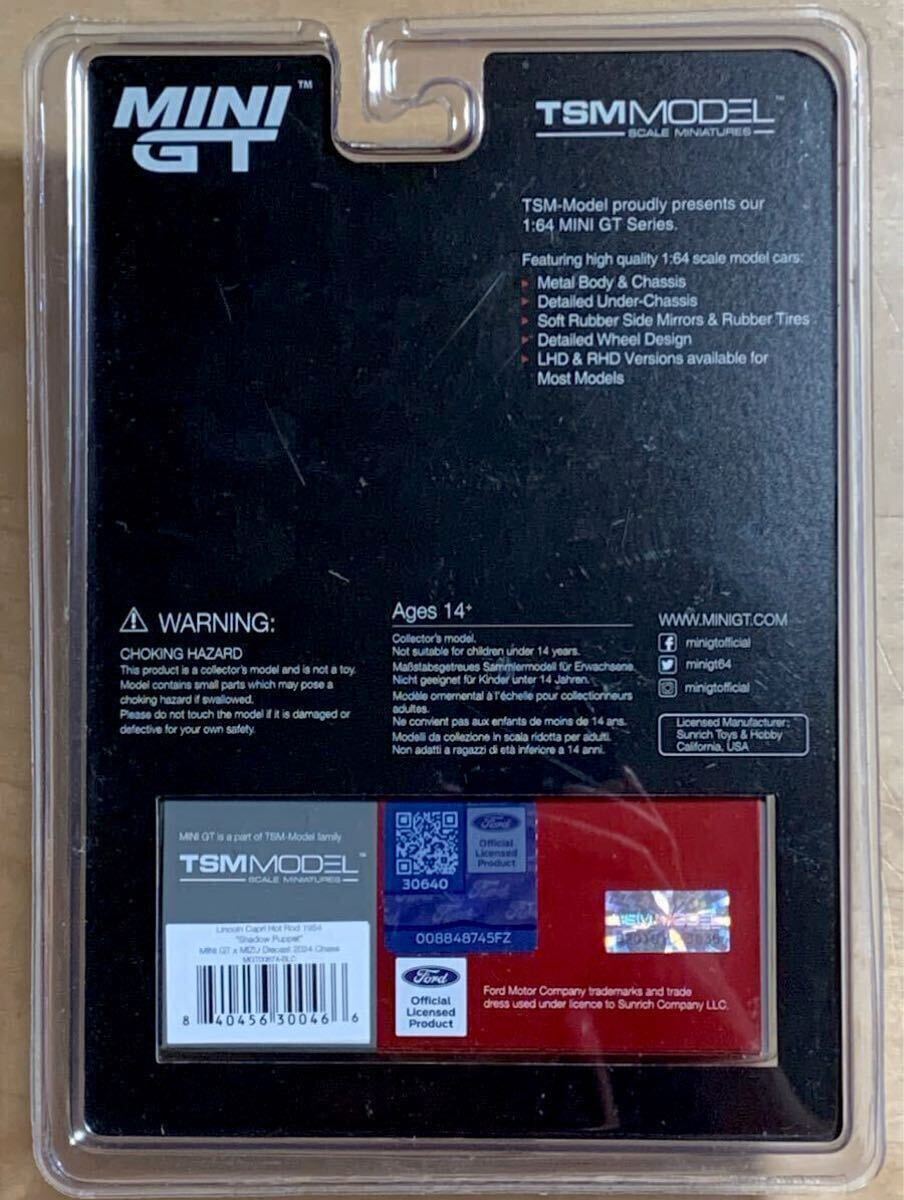 MINI GT™
TSMMODEL
SCALE MINIATURES
TSM-Model proudly presents our
1:64 MINI GT Series.
Featuring high quality 1:64 scale model cars:
Metal Body & Chassis
Detailed Under-Chassis
Soft Rubber Side Mirrors & Rubber Tires
Detailed Wheel Design
LHD & RHD Versions available for
Most Models
WARNING:
CHOKING HAZARD
This product is a collector's model and is not a toy.
Model contains small parts which may pose a
choking hazard if swallowed.
Please do not touch the model if it is damaged or
defective for your own safety.
Ages 14+
Collector's model.
Not suitable for children under 14 years.
Maßstabsgetreues Sammlermodell für Erwachsene.
Nicht geeignet für Kinder unter 14 Jahren.
Modèle ornemental à l'échelle pour collectionneurs
adultes.
Ne convient pas aux enfants de moins de 14 ans.
Modelli da collezione in scala ridotta per adulti.
Non adatti a ragazzi di età inferiore a 14 anni.
WWW.MINIGT.COM
minigtofficial
minigt64
minigtofficial
Licensed Manufacturer:
Sunrich Toys & Hobby
California, USA
MINI GT is a part of TSM-Model family
TSMMODEL™
SCALE MINIATURES
Lincoln Capri Hot Rod 1954
"Shadow Puppet"
MINI GT x MIZU Diecast 2024 Chase
8 40456 30046 6
30640
Ford
Official
Licensed
Product
008848745FZ
Ford
Official
Licensed
Product
TSMMODEL
Ford Motor Company trademarks and trade
dress used under licence to Sunrich Company LLC.